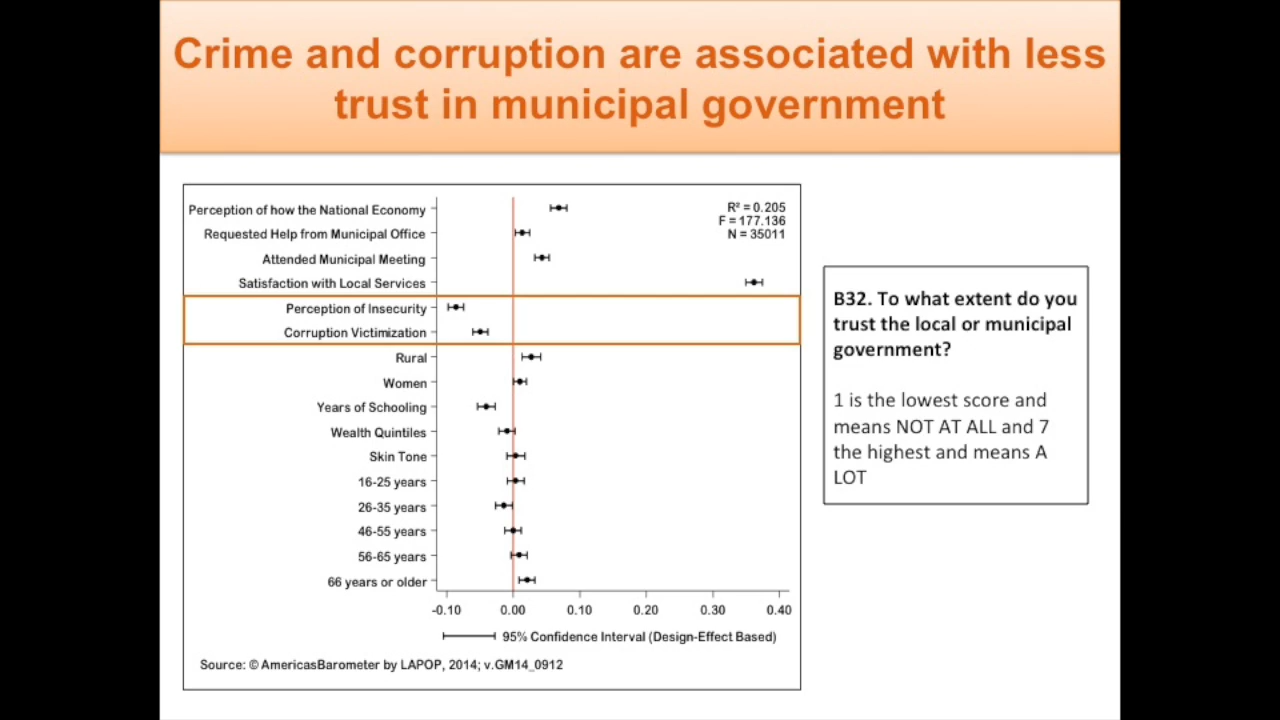 Crime and corruption are associated with less
trust in municipal government
Perception of how the National Economy
Requested Help from Municipal Office
Attended Municipal Meeting
Satisfaction with Local Services
Perception of Insecurity
Corruption Victimization
Rural
Women
Years of Schooling
Wealth Quintiles
Skin Tone
16-25 years
26-35 years
46-55 years
56-65 years
66 years or older
R² = 0.205
F = 177.136
N = 35011
-0.10 0.00 0.10 0.20 0.30 0.40
95% Confidence Interval (Design-Effect Based)
Source: © AmericasBarometer by LAPOP, 2014; v.GM14_0912
B32. To what extent do you
trust the local or municipal
government?
1 is the lowest score and
means NOT AT ALL and 7
the highest and means A
LOT